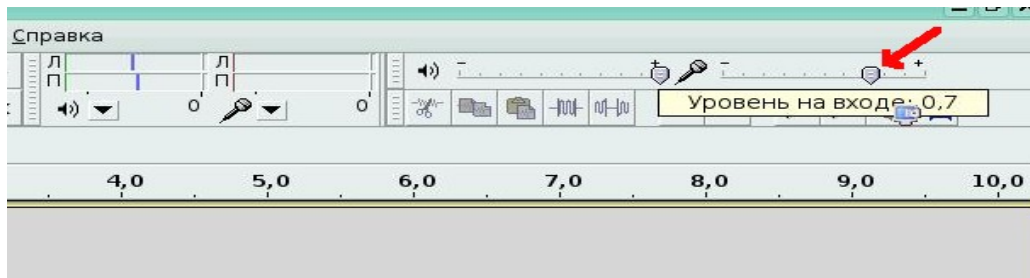 Справка
Л Л
П П
0 0
Уровень на входе: 0,7
4,0 5,0 6,0 7,0 8,0 9,0 10,0